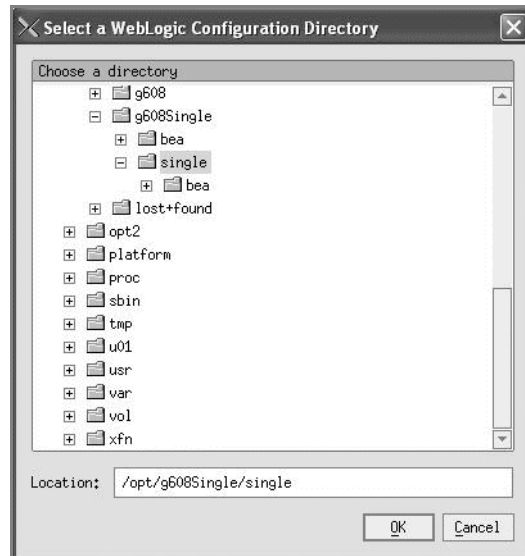 Select a WebLogic Configuration Directory
Choose a directory
g608
g608Single
bea
single
bea
lost+found
opt2
platform
proc
sbin
tmp
u01
usr
var
vol
xfn
Location: /opt/g608Single/single
OK Cancel